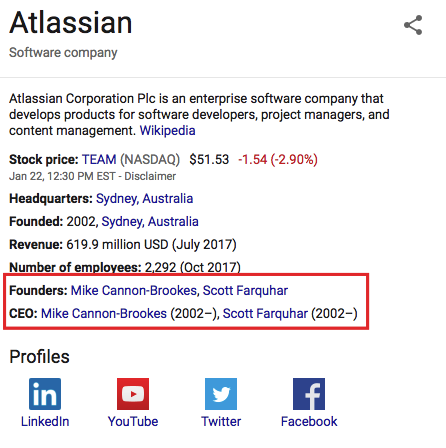 Atlassian
Software company
Atlassian Corporation Plc is an enterprise software company that
develops products for software developers, project managers, and
content management. Wikipedia
Stock price: TEAM (NASDAQ) $51.53 -1.54 (-2.90%)
Jan 22, 12:30 PM EST - Disclaimer
Headquarters: Sydney, Australia
Founded: 2002, Sydney, Australia
Revenue: 619.9 million USD (July 2017)
Number of employees: 2,292 (Oct 2017)
Founders: Mike Cannon-Brookes, Scott Farquhar
CEO: Mike Cannon-Brookes (2002–), Scott Farquhar (2002–)
Profiles
LinkedIn YouTube Twitter Facebook